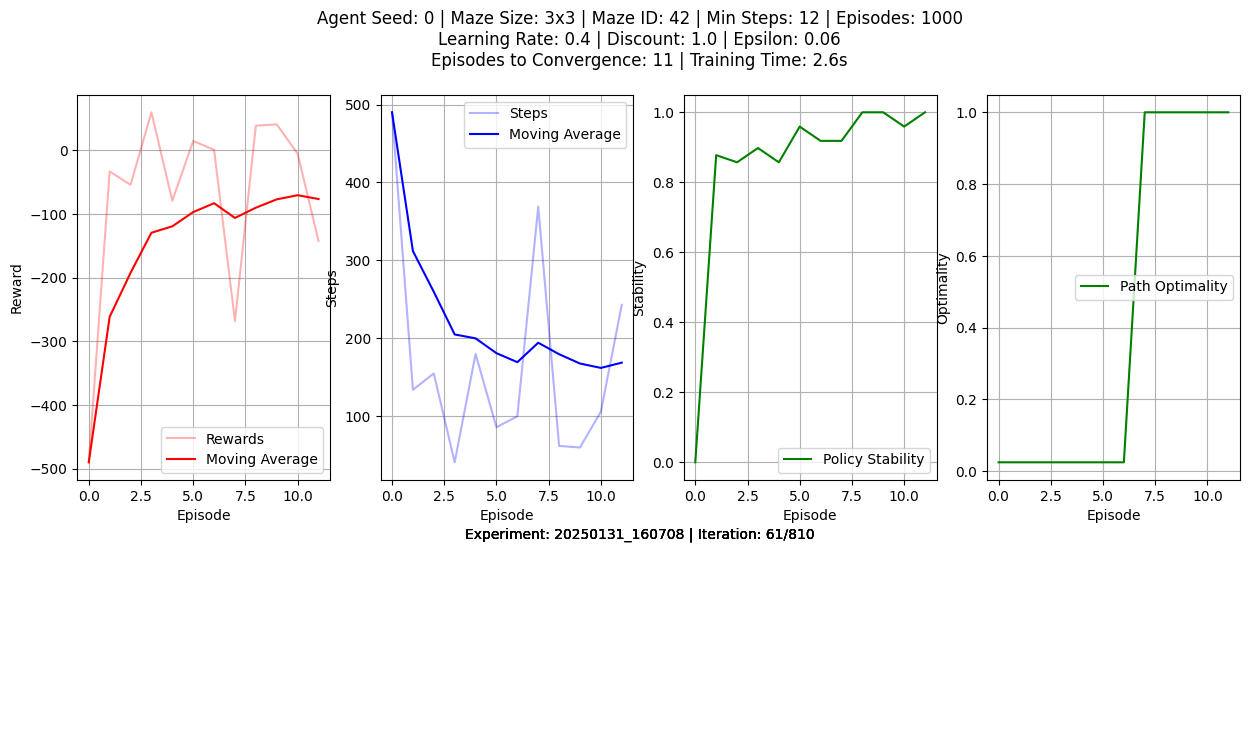 Agent Seed: 0 | Maze Size: 3x3 | Maze ID: 42 | Min Steps: 12 | Episodes: 1000
Learning Rate: 0.4 | Discount: 1.0 | Epsilon: 0.06
Episodes to Convergence: 11 | Training Time: 2.6s
Reward
0
−100
−200
−300
−400
−500
Rewards
Moving Average
0.0 2.5 5.0 7.5 10.0
Episode
Steps
500
400
300
200
100
Steps
Moving Average
0.0 2.5 5.0 7.5 10.0
Episode
Stability
1.0
0.8
0.6
0.4
0.2
0.0
Policy Stability
0.0 2.5 5.0 7.5 10.0
Episode
Optimality
1.0
0.8
0.6
0.4
0.2
0.0
Path Optimality
0.0 2.5 5.0 7.5 10.0
Episode
Experiment: 20250131_160708 | Iteration: 61/810